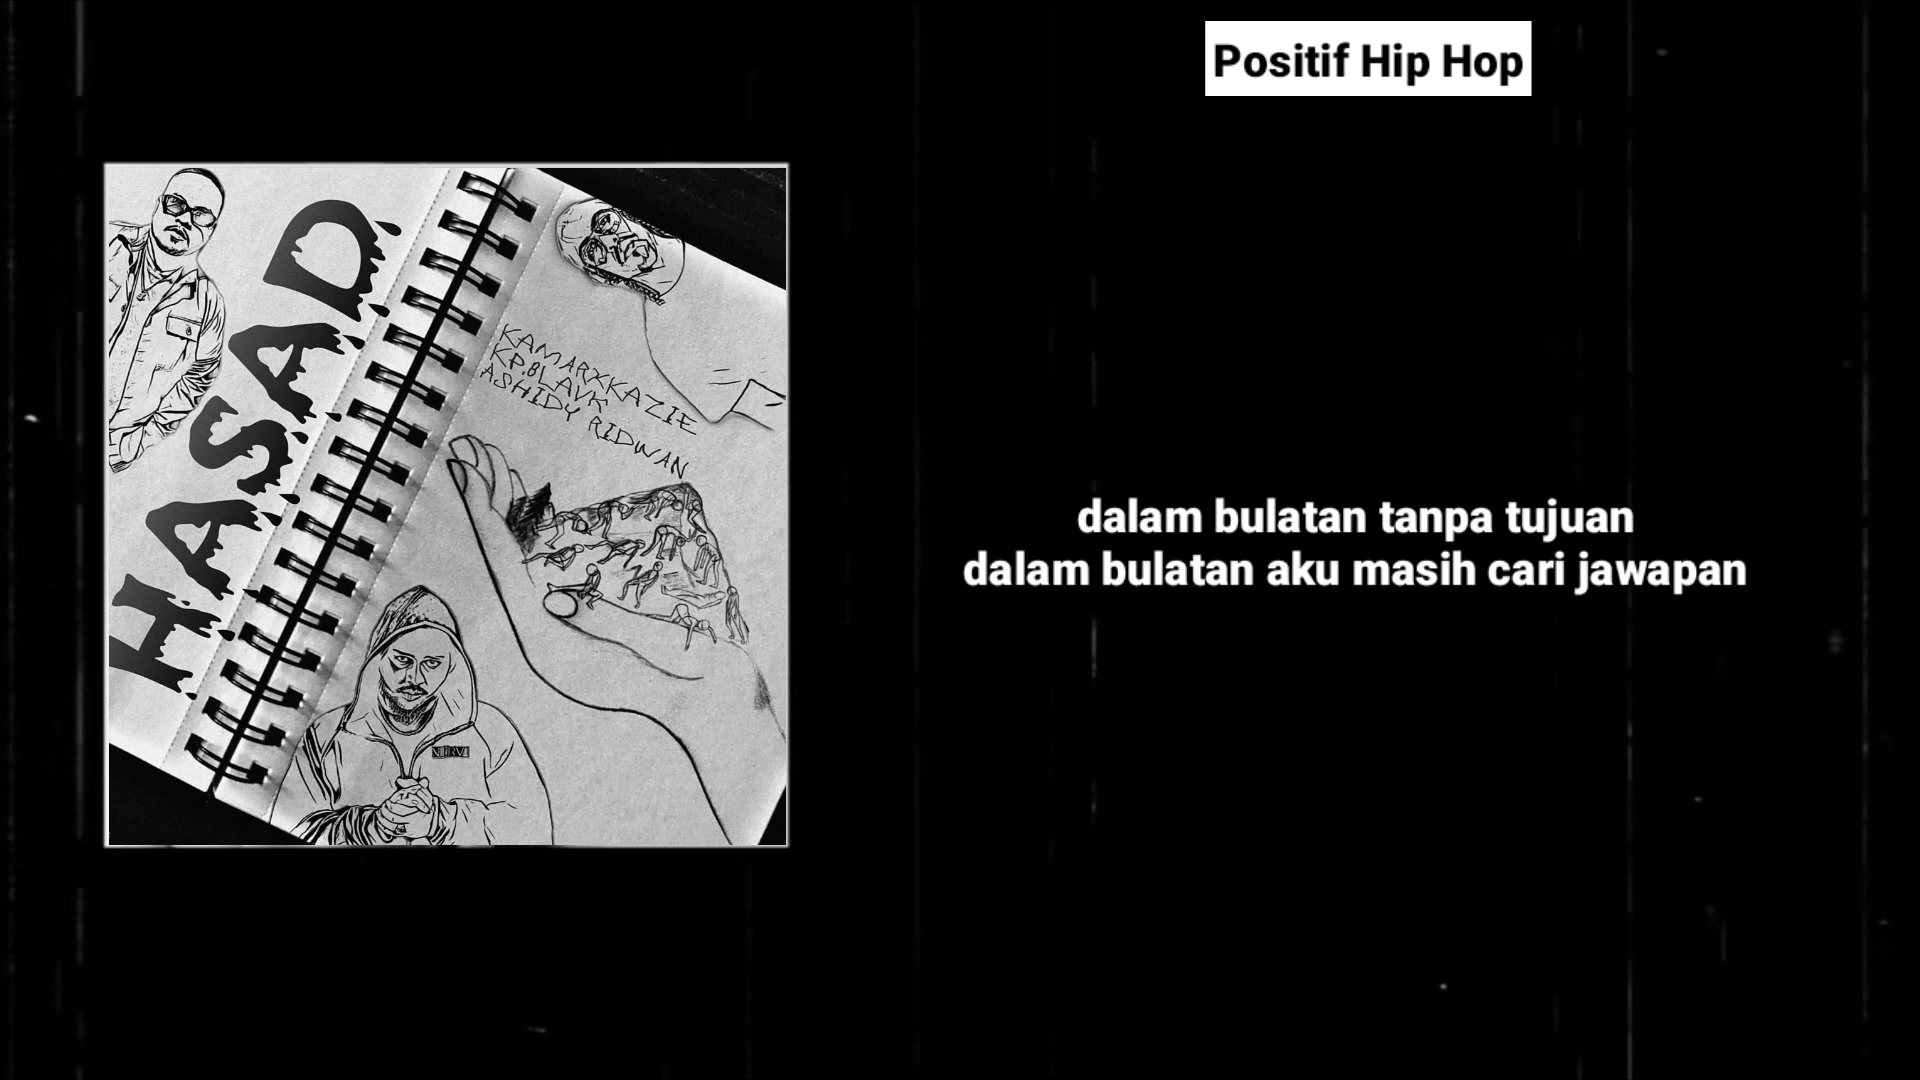 Positif Hip Hop
HASAD
KAMARXKAZIE
KP.BLAVK
ASHIDY RIDWAN
dalam bulatan tanpa tujuan
dalam bulatan aku masih cari jawapan